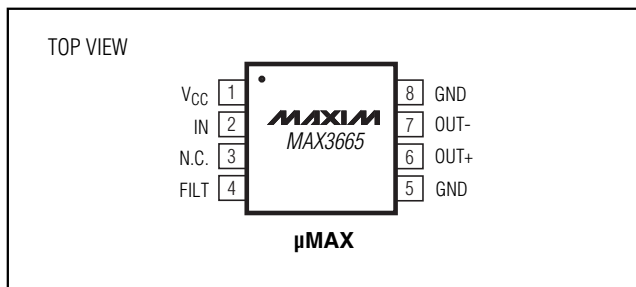 TOP VIEW
VCC 1
IN 2
N.C. 3
FILT 4
MAXIM
MAX3665
8 GND
7 OUT-
6 OUT+
5 GND
µMAX